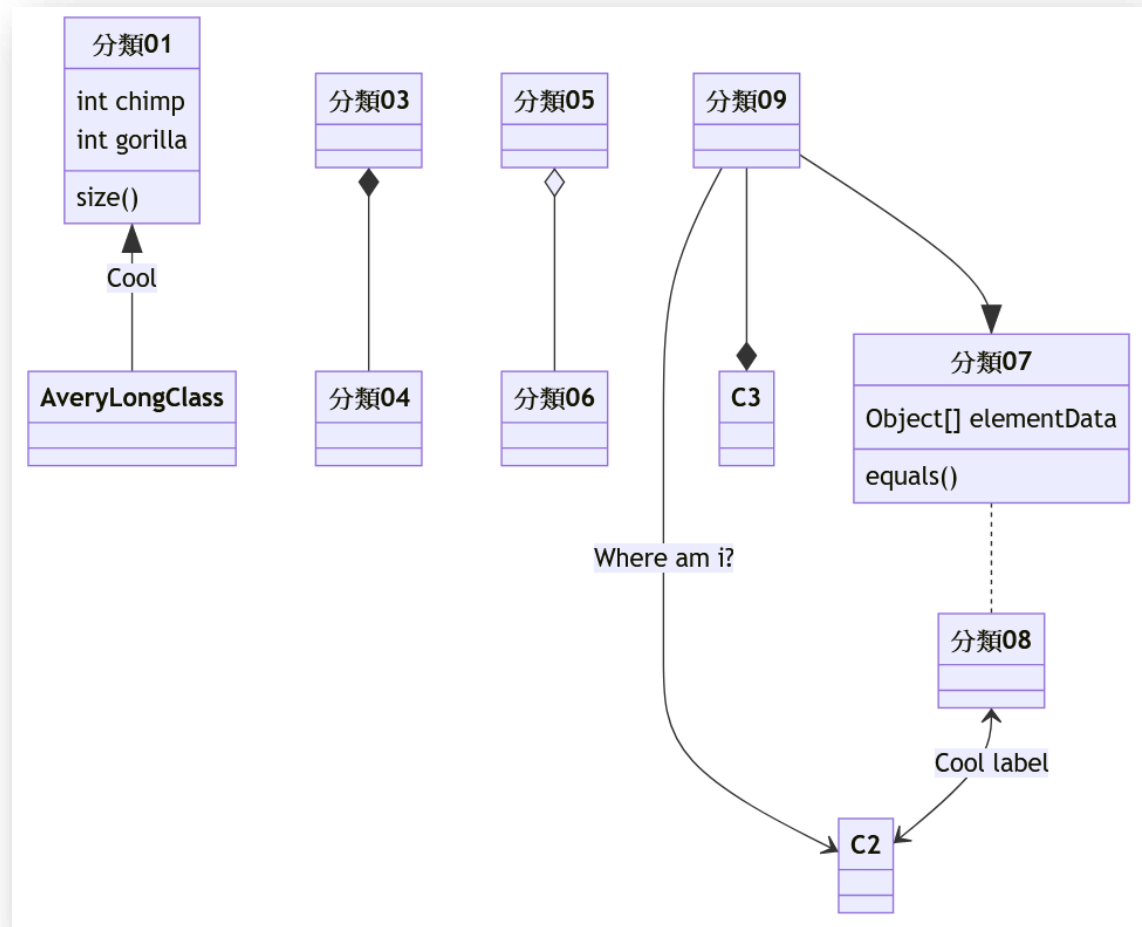 分類01
int chimp
int gorilla
size()
Cool
AveryLongClass
分類03
分類04
分類05
分類06
分類09
C3
分類07
Object[] elementData
equals()
Where am i?
分類08
Cool label
C2